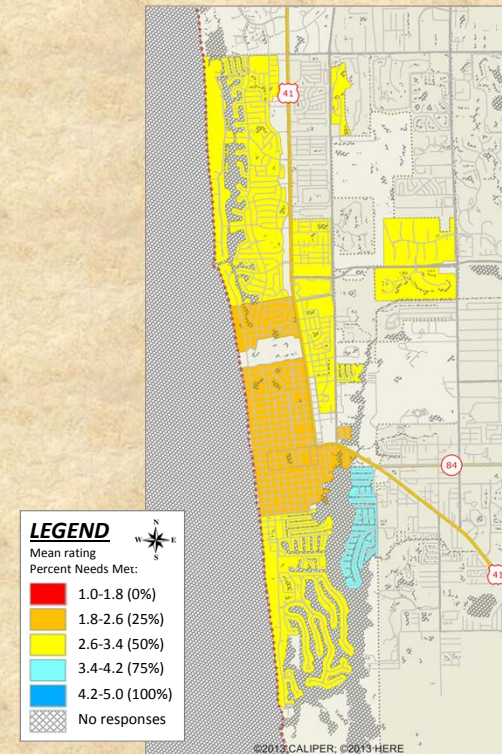 41
84
41
LEGEND
N
W E
S
Mean rating
Percent Needs Met:
1.0-1.8 (0%)
1.8-2.6 (25%)
2.6-3.4 (50%)
3.4-4.2 (75%)
4.2-5.0 (100%)
No responses
©2013 CALIPER; ©2013 HERE